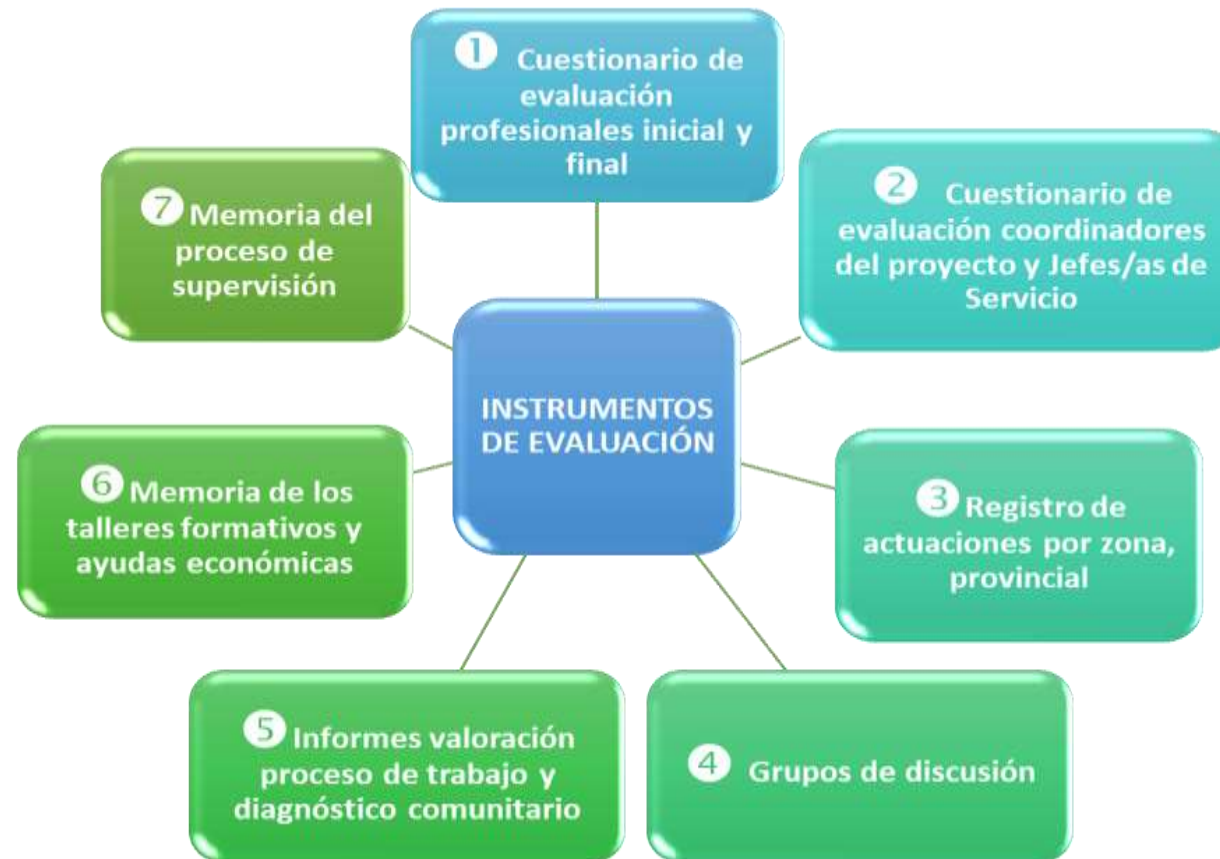 ❶ Cuestionario de
evaluación
profesionales inicial y
final
❷ Cuestionario de
evaluación coordinadores
del proyecto y Jefes/as de
Servicio
❸ Registro de
actuaciones por zona,
provincial
❹ Grupos de discusión
❺ Informes valoración
proceso de trabajo y
diagnóstico comunitario
❻ Memoria de los
talleres formativos y
ayudas económicas
❼ Memoria del
proceso de
supervisión
INSTRUMENTOS
DE EVALUACIÓN